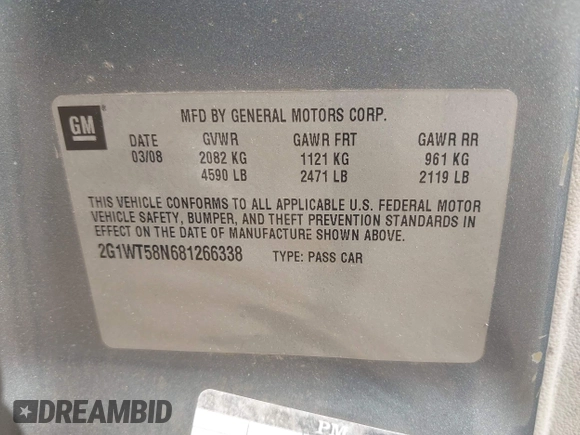 GM
MFD BY GENERAL MOTORS CORP.
DATE GVWR GAWR FRT GAWR RR
03/08 2082 KG 1121 KG 961 KG
4590 LB 2471 LB 2119 LB
THIS VEHICLE CONFORMS TO ALL APPLICABLE U.S. FEDERAL MOTOR
VEHICLE SAFETY, BUMPER, AND THEFT PREVENTION STANDARDS IN
EFFECT ON THE DATE OF MANUFACTURE SHOWN ABOVE.
2G1WT58N681266338 TYPE: PASS CAR
PM
DREAMBID